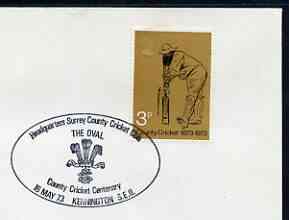 3p
County Cricket 1873-1973
Headquarters Surrey County Cricket Club
THE OVAL
County Cricket Centenary
16 MAY 73 KENNINGTON S.E.11.